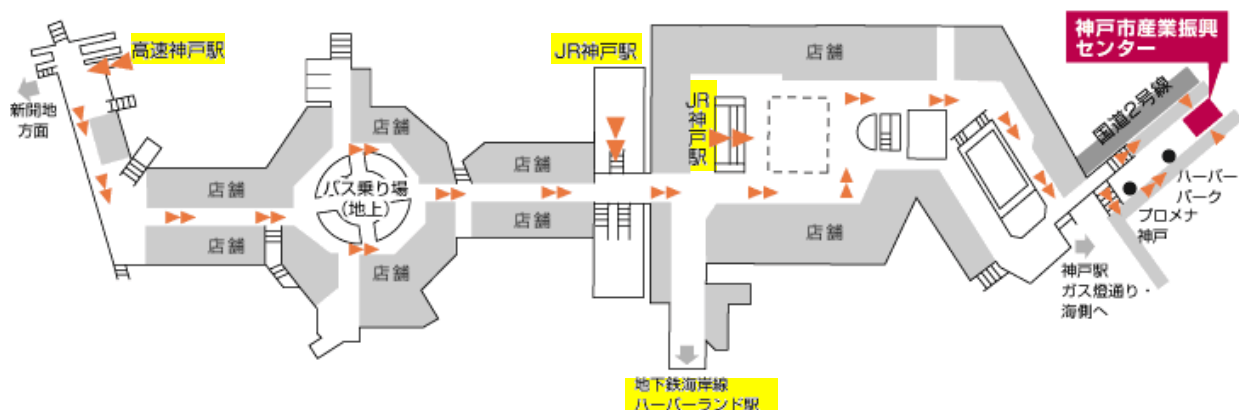 高速神戸駅
新開地
方面
店舗
店舗
店舗
バス乗り場
(地上)
店舗
店舗
店舗
JR神戸駅
JR
神
戸
駅
店舗
店舗
地下鉄海岸線
ハーバーランド駅
神戸市産業振興
センター
国道2号線
ハーバー
パーク
プロメナ
神戸
神戸駅
ガス燈通り・
海側へ